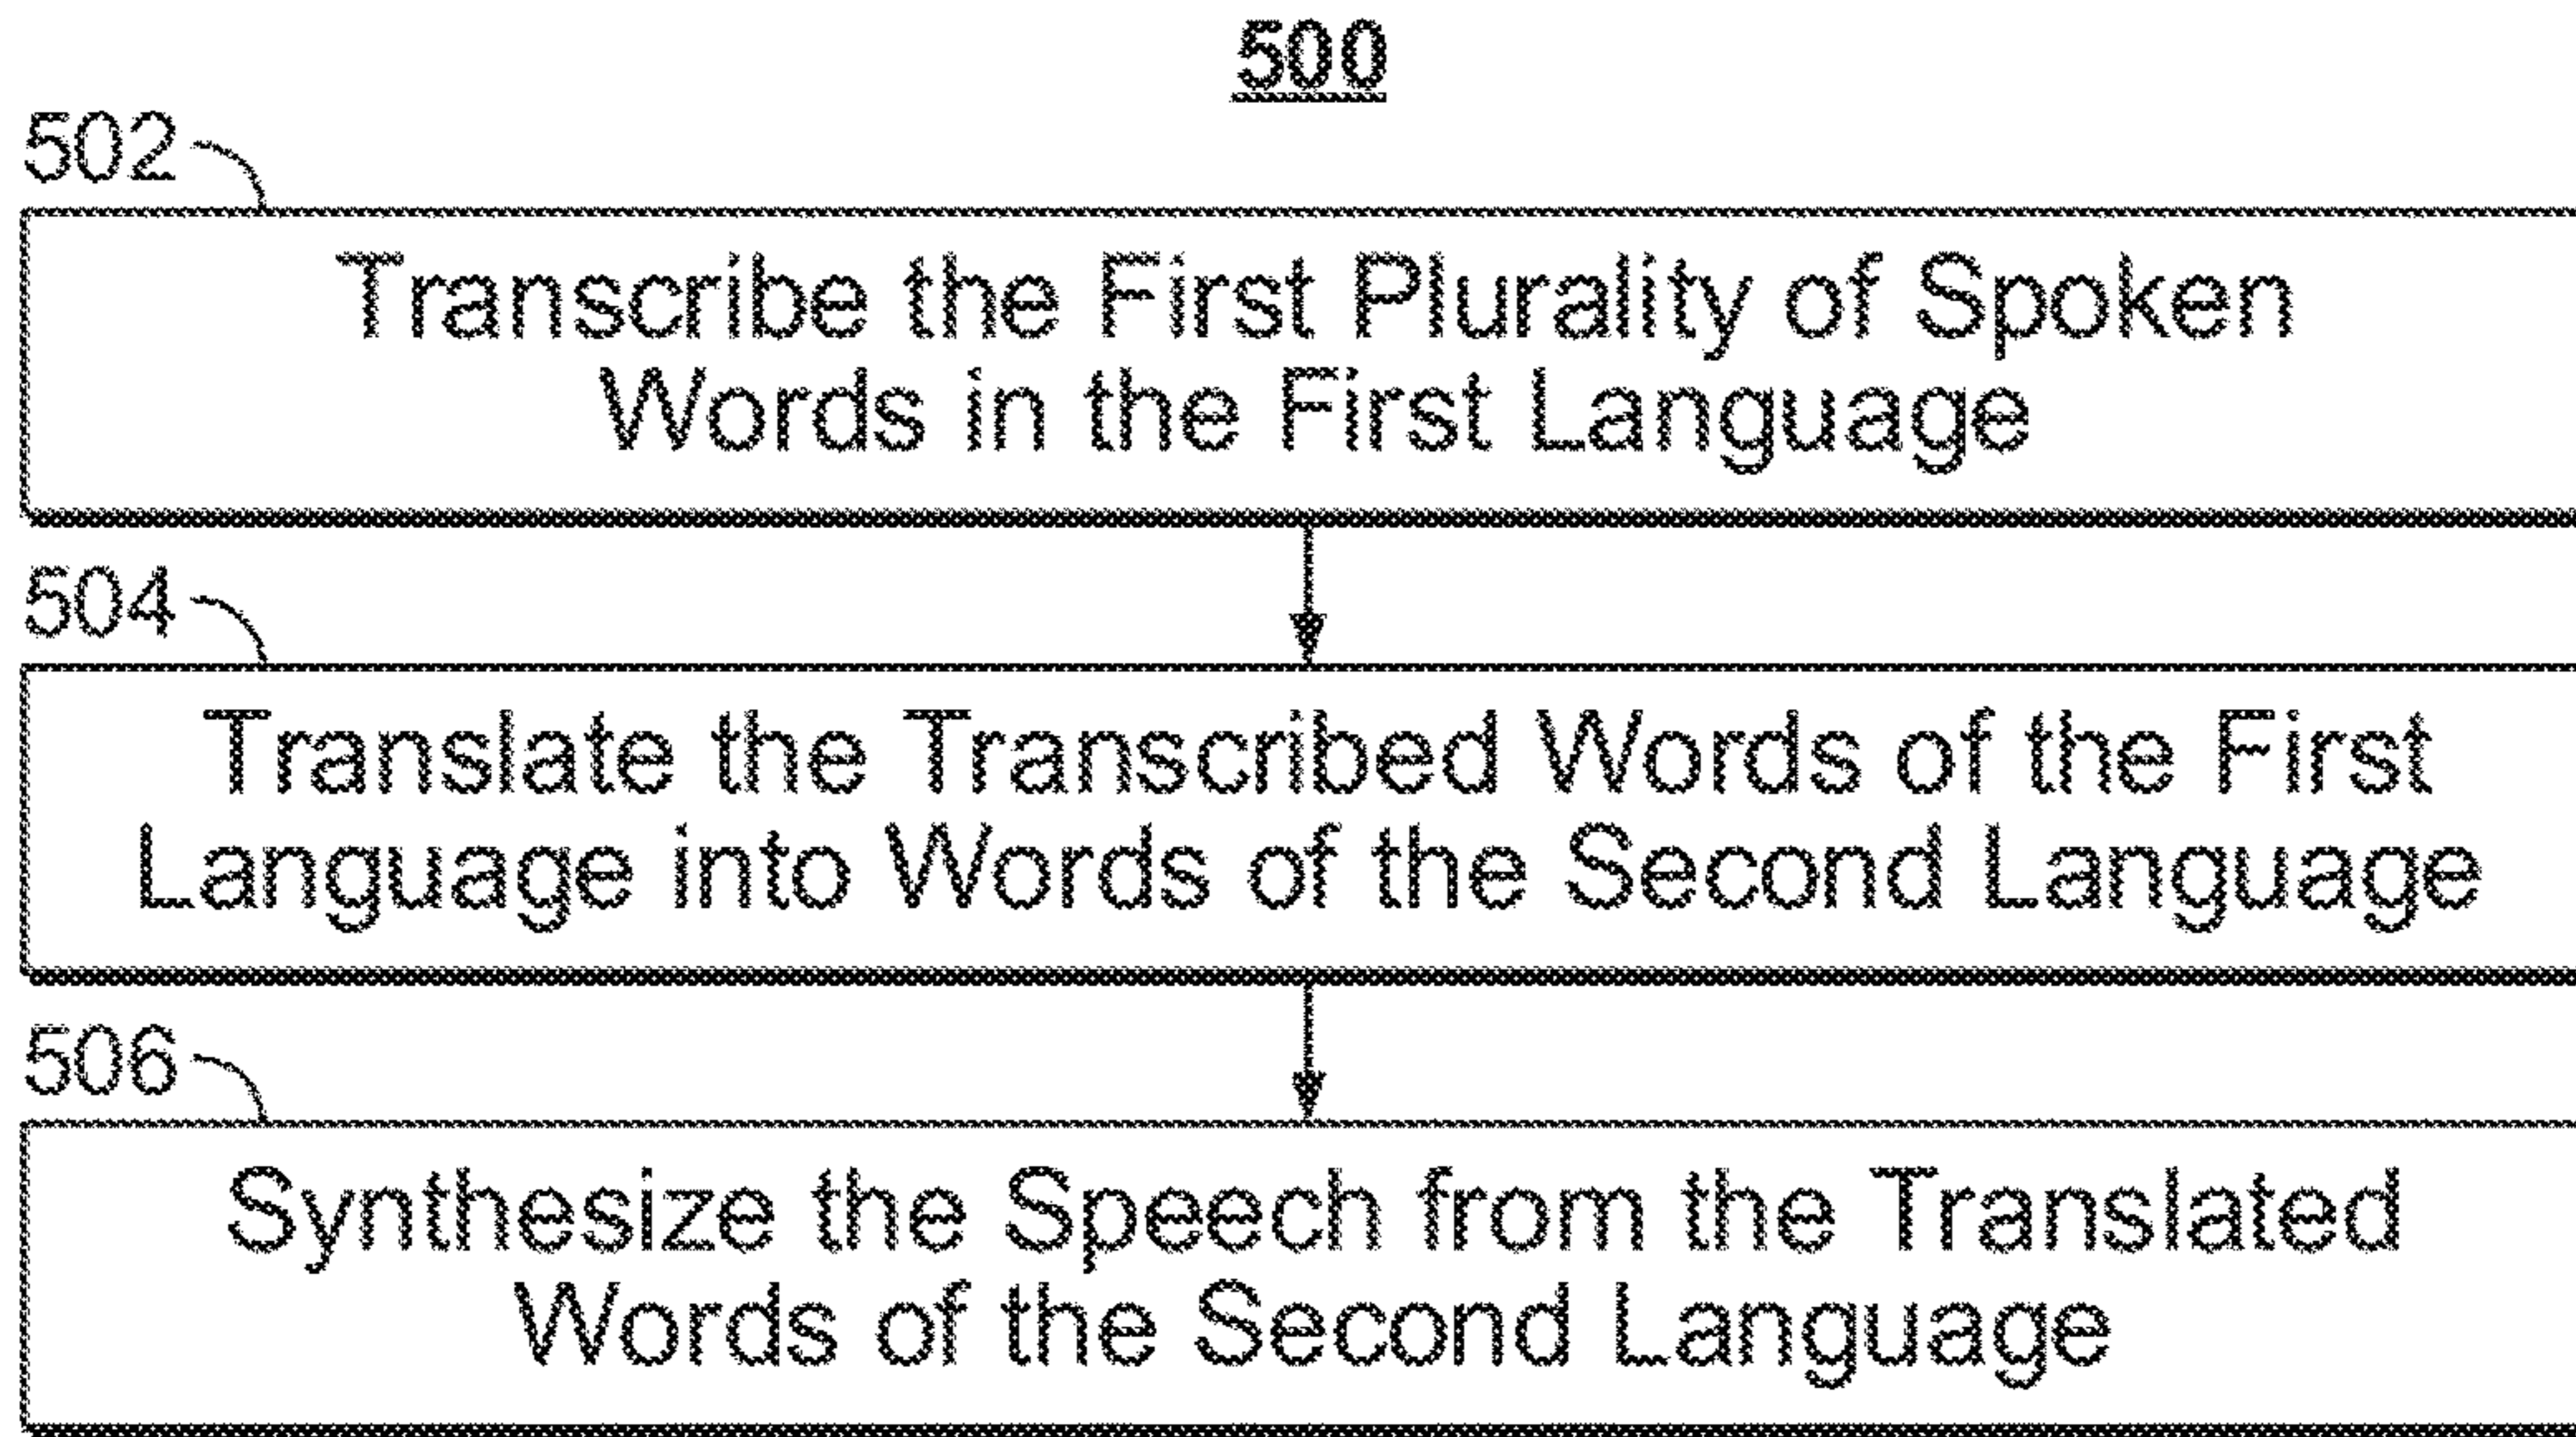 500
502
Transcribe the First Plurality of Spoken
Words in the First Language
504
Translate the Transcribed Words of the First
Language into Words of the Second Language
506
Synthesize the Speech from the Translated
Words of the Second Language